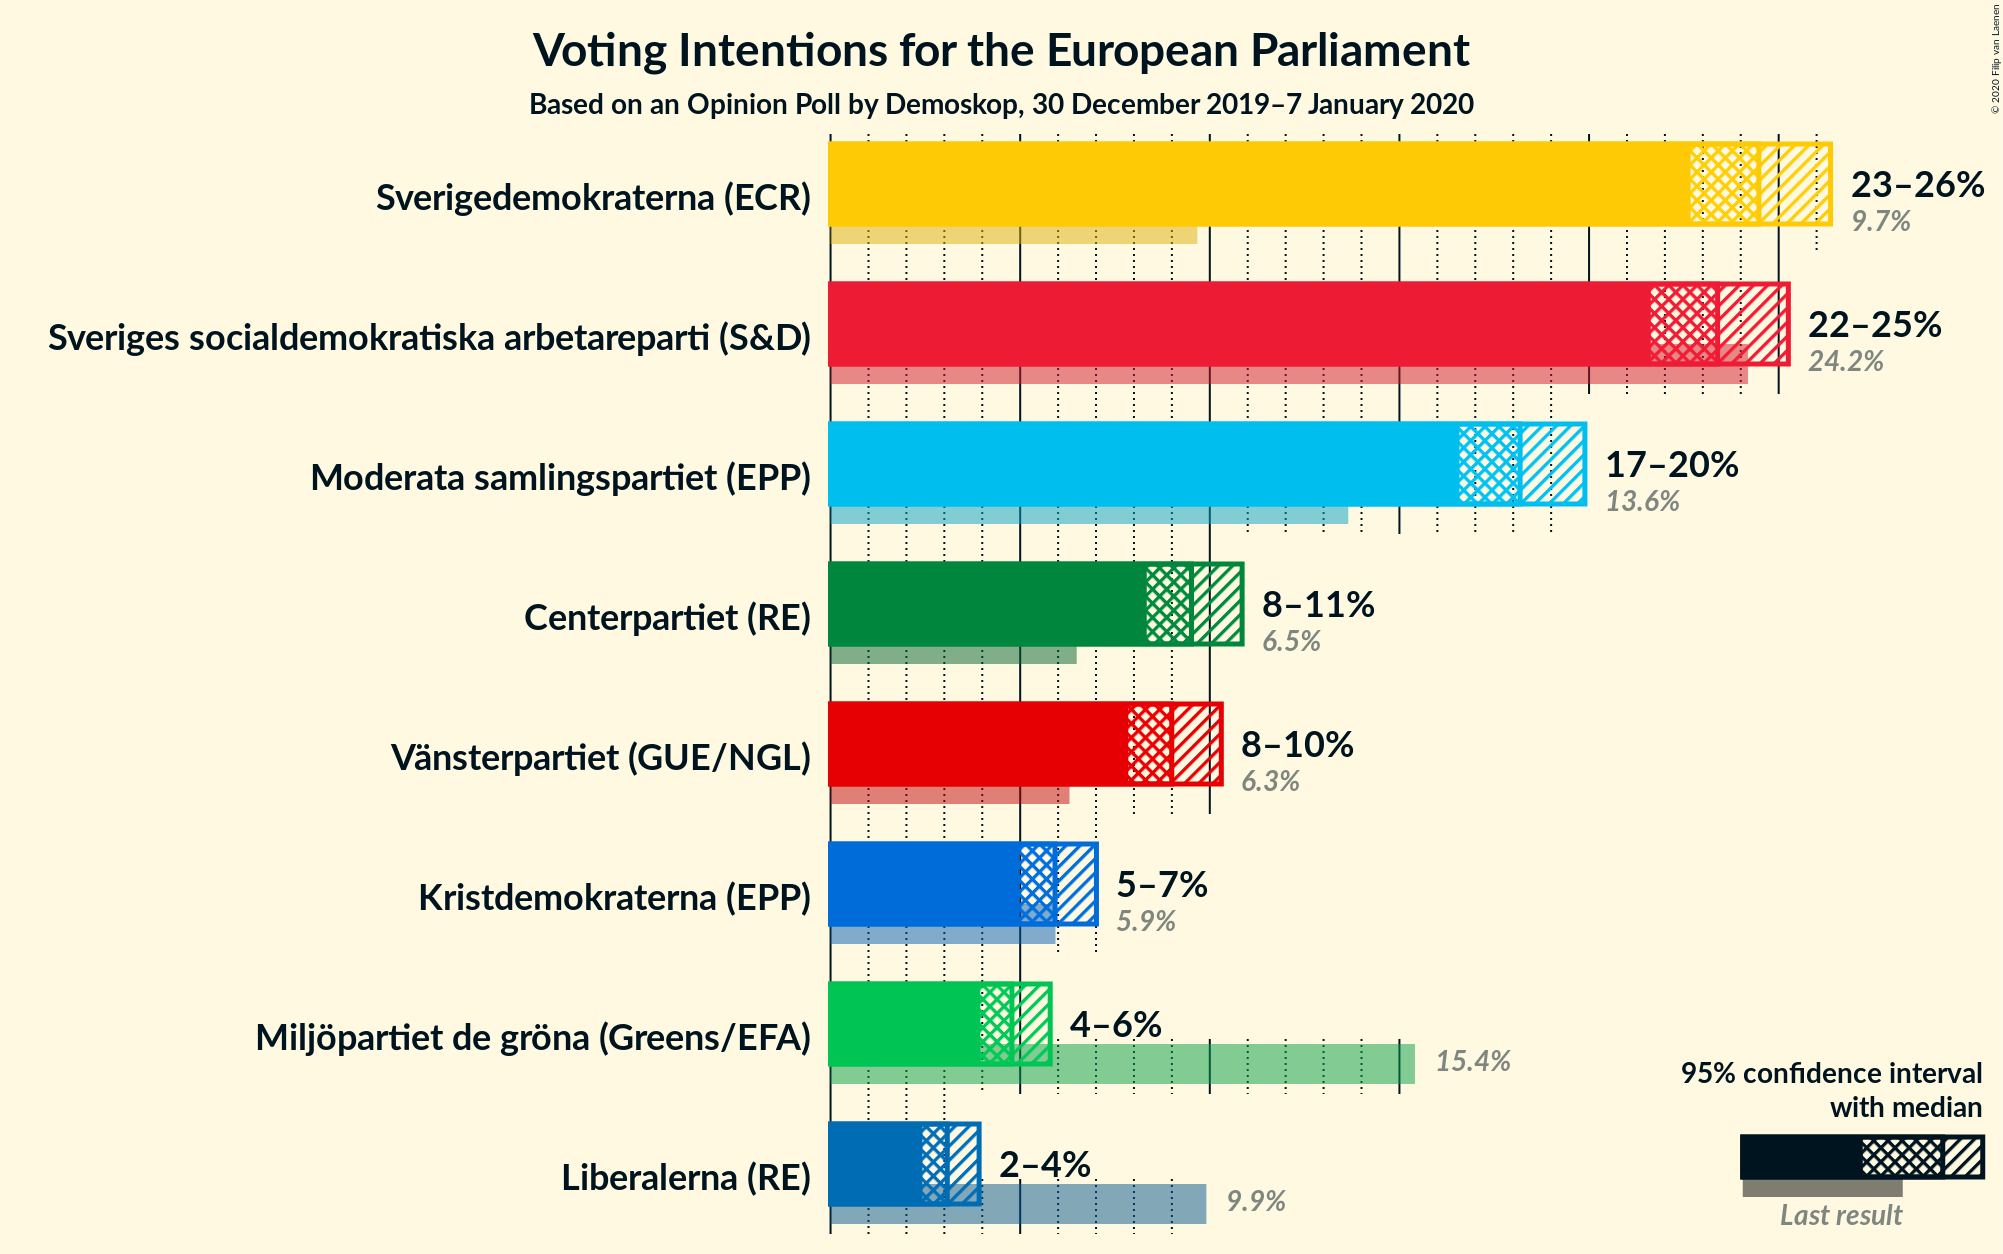 Voting Intentions for the European Parliament
Based on an Opinion Poll by Demoskop, 30 December 2019–7 January 2020
© 2020 Filip van Laenen
Sverigedemokraterna (ECR)
23–26%
9.7%
Sveriges socialdemokratiska arbetareparti (S&D)
22–25%
24.2%
Moderata samlingspartiet (EPP)
17–20%
13.6%
Centerpartiet (RE)
8–11%
6.5%
Vänsterpartiet (GUE/NGL)
8–10%
6.3%
Kristdemokraterna (EPP)
5–7%
5.9%
Miljöpartiet de gröna (Greens/EFA)
4–6%
15.4%
Liberalerna (RE)
2–4%
9.9%
95% confidence interval
with median
Last result